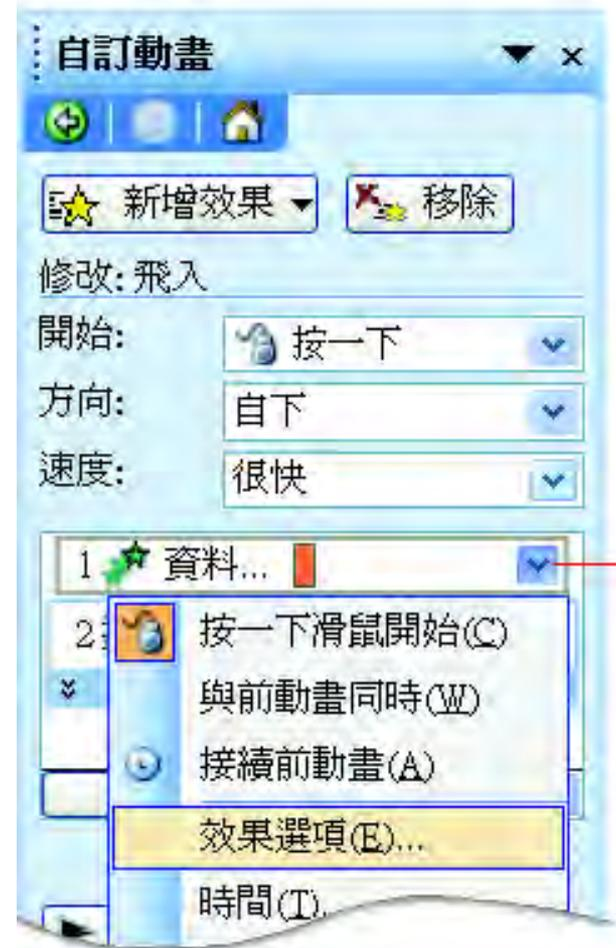 自訂動畫
新增效果 移除
修改: 飛入
開始: 按一下
方向: 自下
速度: 很快
1 資料...
2
按一下滑鼠開始(C)
與前動畫同時(W)
接續前動畫(A)
效果選項(E)...
時間(T).